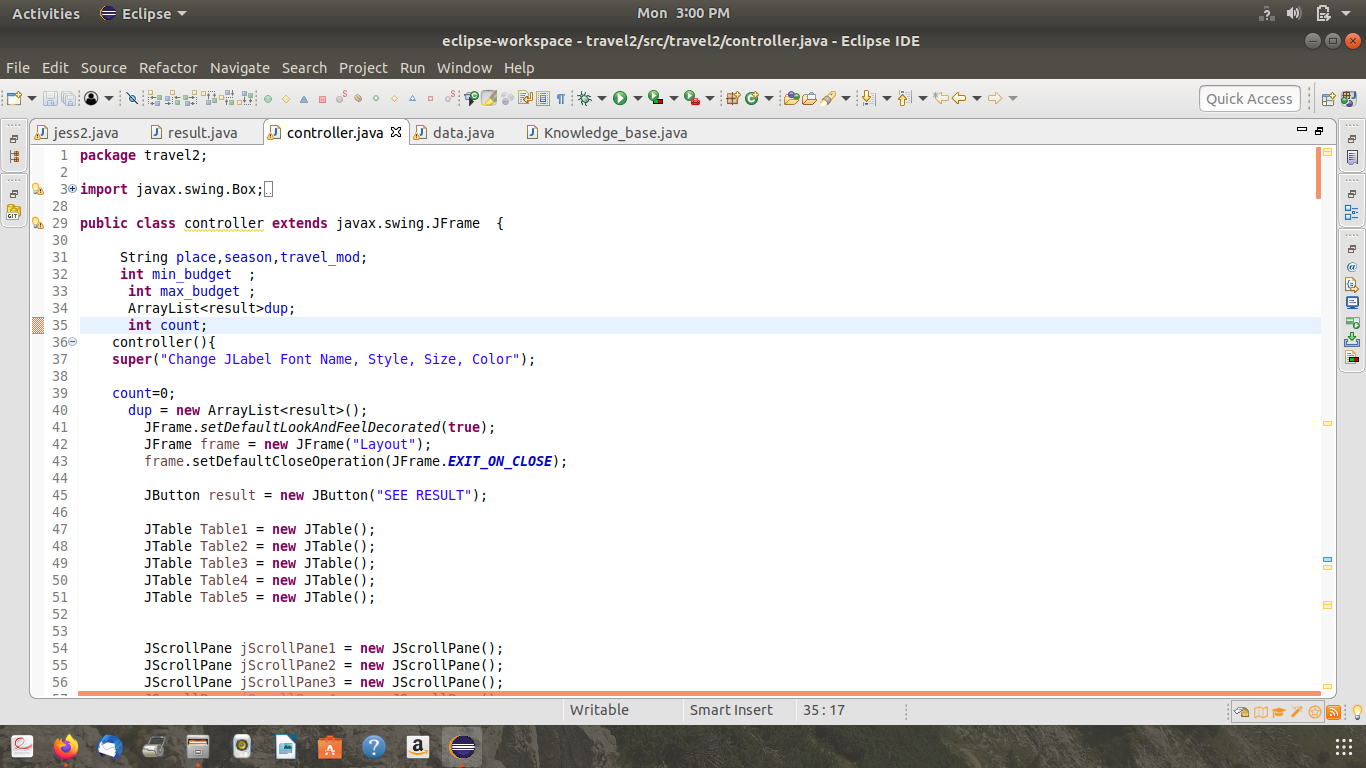 Activities Eclipse Mon 3:00 PM
eclipse-workspace - travel2/src/travel2/controller.java - Eclipse IDE
File Edit Source Refactor Navigate Search Project Run Window Help
Quick Access
jess2.java result.java controller.java data.java Knowledge_base.java
1 package travel2;
2
3 import javax.swing.Box;
28
29 public class controller extends javax.swing.JFrame {
30
31 String place,season,travel_mod;
32 int min_budget ;
33 int max_budget ;
34 ArrayList<result>dup;
35 int count;
36 controller(){
37 super("Change JLabel Font Name, Style, Size, Color");
38
39 count=0;
40 dup = new ArrayList<result>();
41 JFrame.setDefaultLookAndFeelDecorated(true);
42 JFrame frame = new JFrame("Layout");
43 frame.setDefaultCloseOperation(JFrame.EXIT_ON_CLOSE);
44
45 JButton result = new JButton("SEE RESULT");
46
47 JTable Table1 = new JTable();
48 JTable Table2 = new JTable();
49 JTable Table3 = new JTable();
50 JTable Table4 = new JTable();
51 JTable Table5 = new JTable();
52
53
54 JScrollPane jScrollPane1 = new JScrollPane();
55 JScrollPane jScrollPane2 = new JScrollPane();
56 JScrollPane jScrollPane3 = new JScrollPane();
Writable Smart Insert 35 : 17